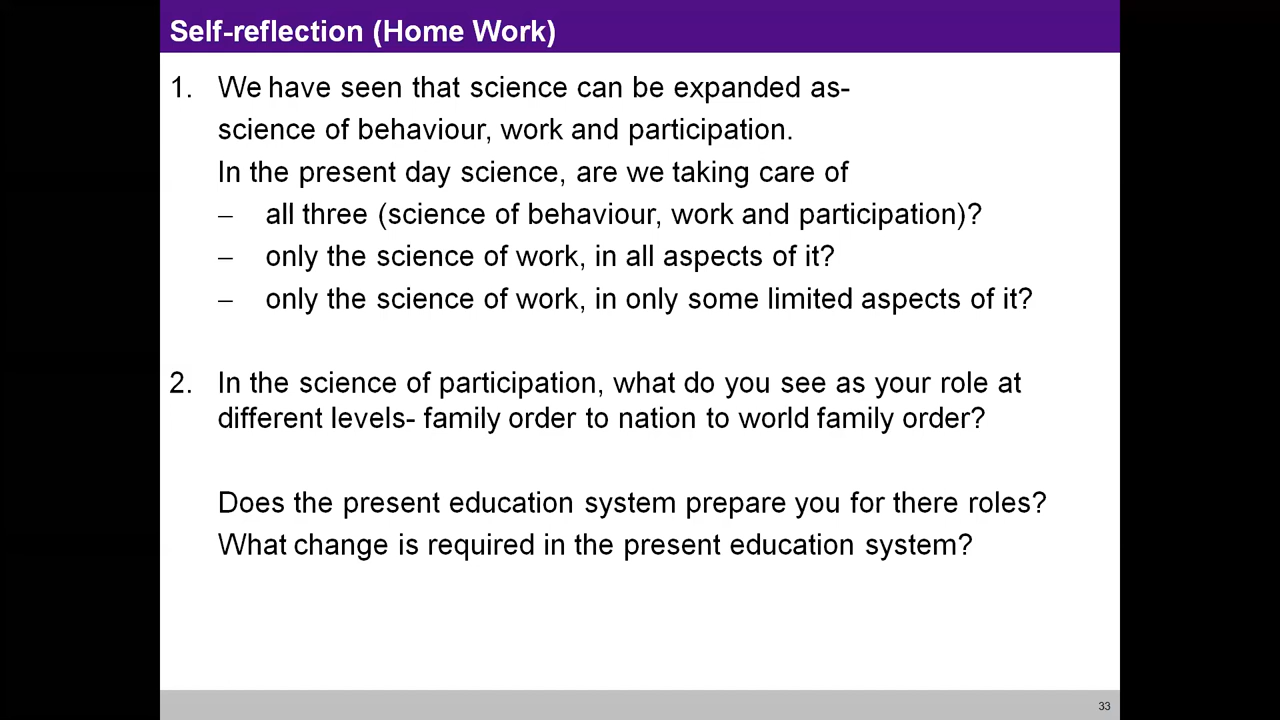 Self-reflection (Home Work)
1. We have seen that science can be expanded as-
science of behaviour, work and participation.
In the present day science, are we taking care of
– all three (science of behaviour, work and participation)?
– only the science of work, in all aspects of it?
– only the science of work, in only some limited aspects of it?
2. In the science of participation, what do you see as your role at
different levels- family order to nation to world family order?
Does the present education system prepare you for there roles?
What change is required in the present education system?
33